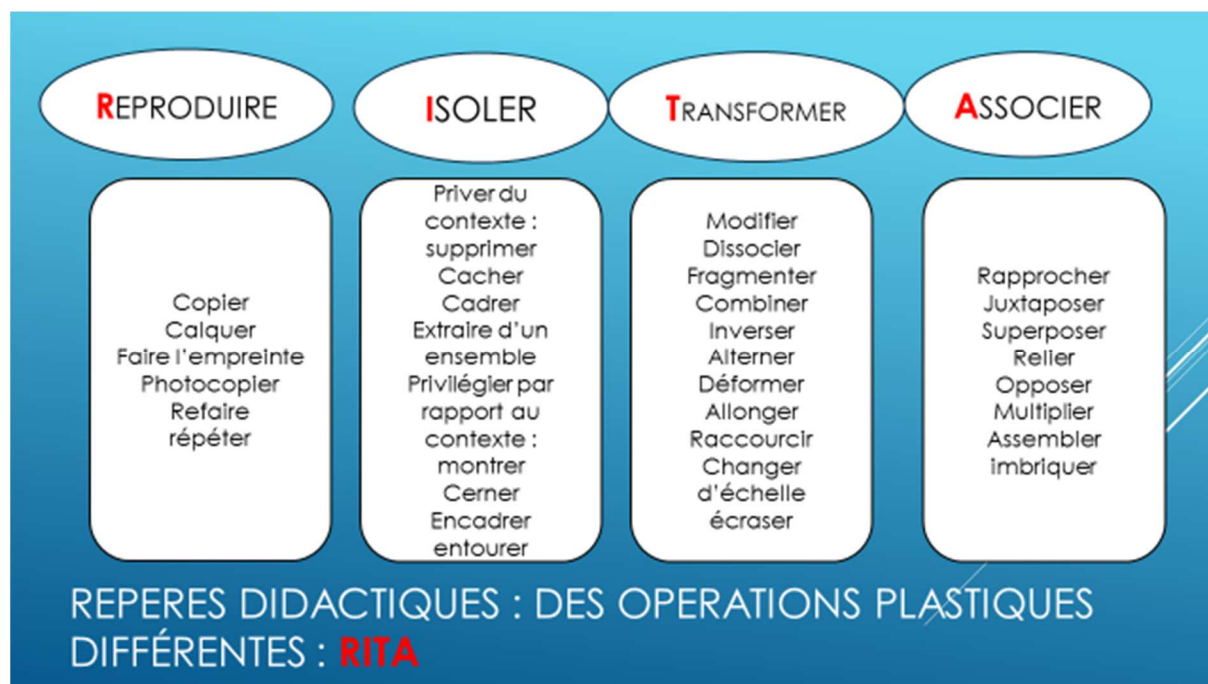 REPRODUIRE
ISOLER
TRANSFORMER
ASSOCIER
Copier
Calquer
Faire l'empreinte
Photocopier
Refaire
répéter
Priver du
contexte :
supprimer
Cacher
Cadrer
Extraire d'un
ensemble
Privilégier par
rapport au
contexte :
montrer
Cerner
Encadrer
entourer
Modifier
Dissocier
Fragmenter
Combiner
Inverser
Alterner
Déformer
Allonger
Raccourcir
Changer
d'échelle
écraser
Rapprocher
Juxtaposer
Superposer
Relier
Opposer
Multiplier
Assembler
imbriquer
REPERES DIDACTIQUES : DES OPERATIONS PLASTIQUES
DIFFÉRENTES : RITA